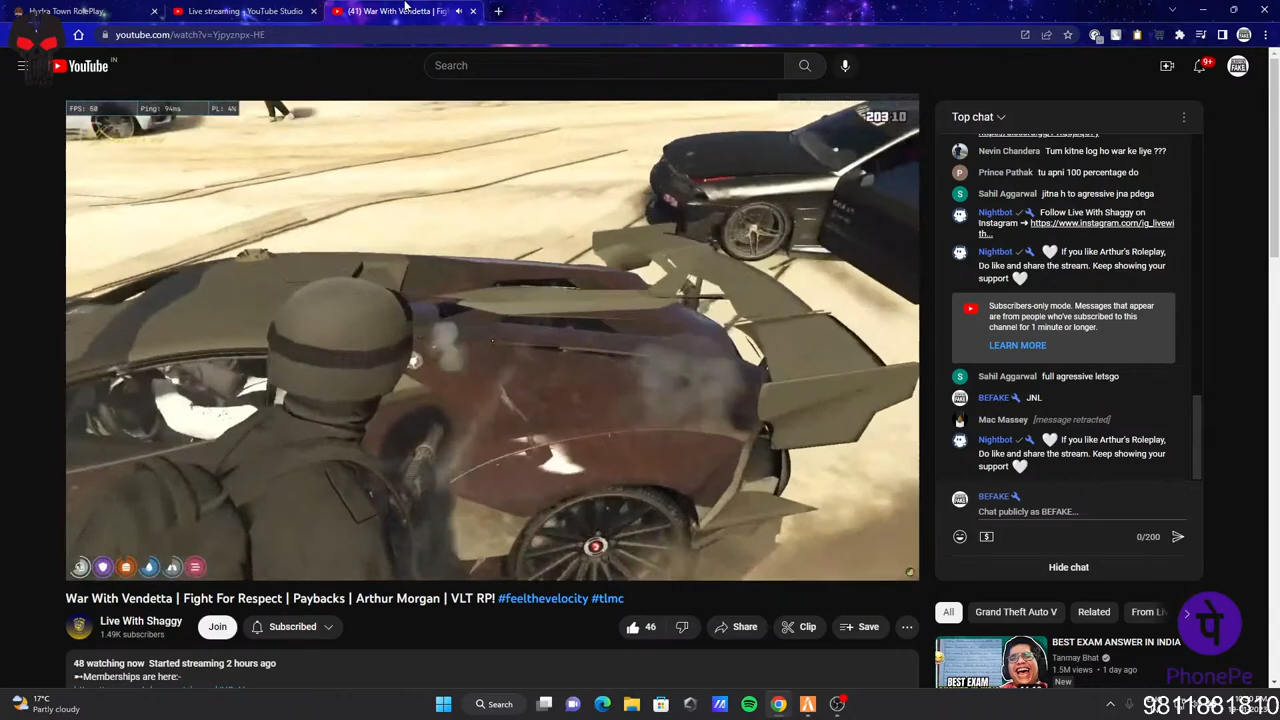 Hydra Town RolePlay
Live streaming - YouTube Studio
(41) War With Vendetta | Fig
youtube.com/watch?v=Yjpyznpx-HE
YouTube IN
Search
9+
FPS: 50 Ping: 94ms PL: 4%
203:10
Top chat
Nevin Chandera Tum kitne log ho war ke liye ???
Prince Pathak tu apni 100 percentage do
Sahil Aggarwal jitna h to agressive jna pdega
Nightbot Follow Live With Shaggy on
Instagram ➜ https://www.instagram.com/ig_livewi
th...
Nightbot If you like Arthur's Roleplay,
Do like and share the stream. Keep showing your
support
Subscribers-only mode. Messages that appear
are from people who've subscribed to this
channel for 1 minute or longer.
LEARN MORE
Sahil Aggarwal full agressive letsgo
BEFAKE JNL
Mac Massey [message retracted]
Nightbot If you like Arthur's Roleplay,
Do like and share the stream. Keep showing your
support
BEFAKE
Chat publicly as BEFAKE...
0/200
Hide chat
War With Vendetta | Fight For Respect | Paybacks | Arthur Morgan | VLT RP! #feelthevelocity #tlmc
Live With Shaggy
1.49K subscribers
Join
Subscribed
46
Share
Clip
Save
48 watching now Started streaming 2 hours ago
➵Memberships are here:-
All
Grand Theft Auto V
Related
From Li
BEST EXAM ANSWER IN INDIA
Tanmay Bhat
1.5M views • 1 day ago
New
BEST EXAM
PhonePe
9811881810
17°C
Partly cloudy
Search